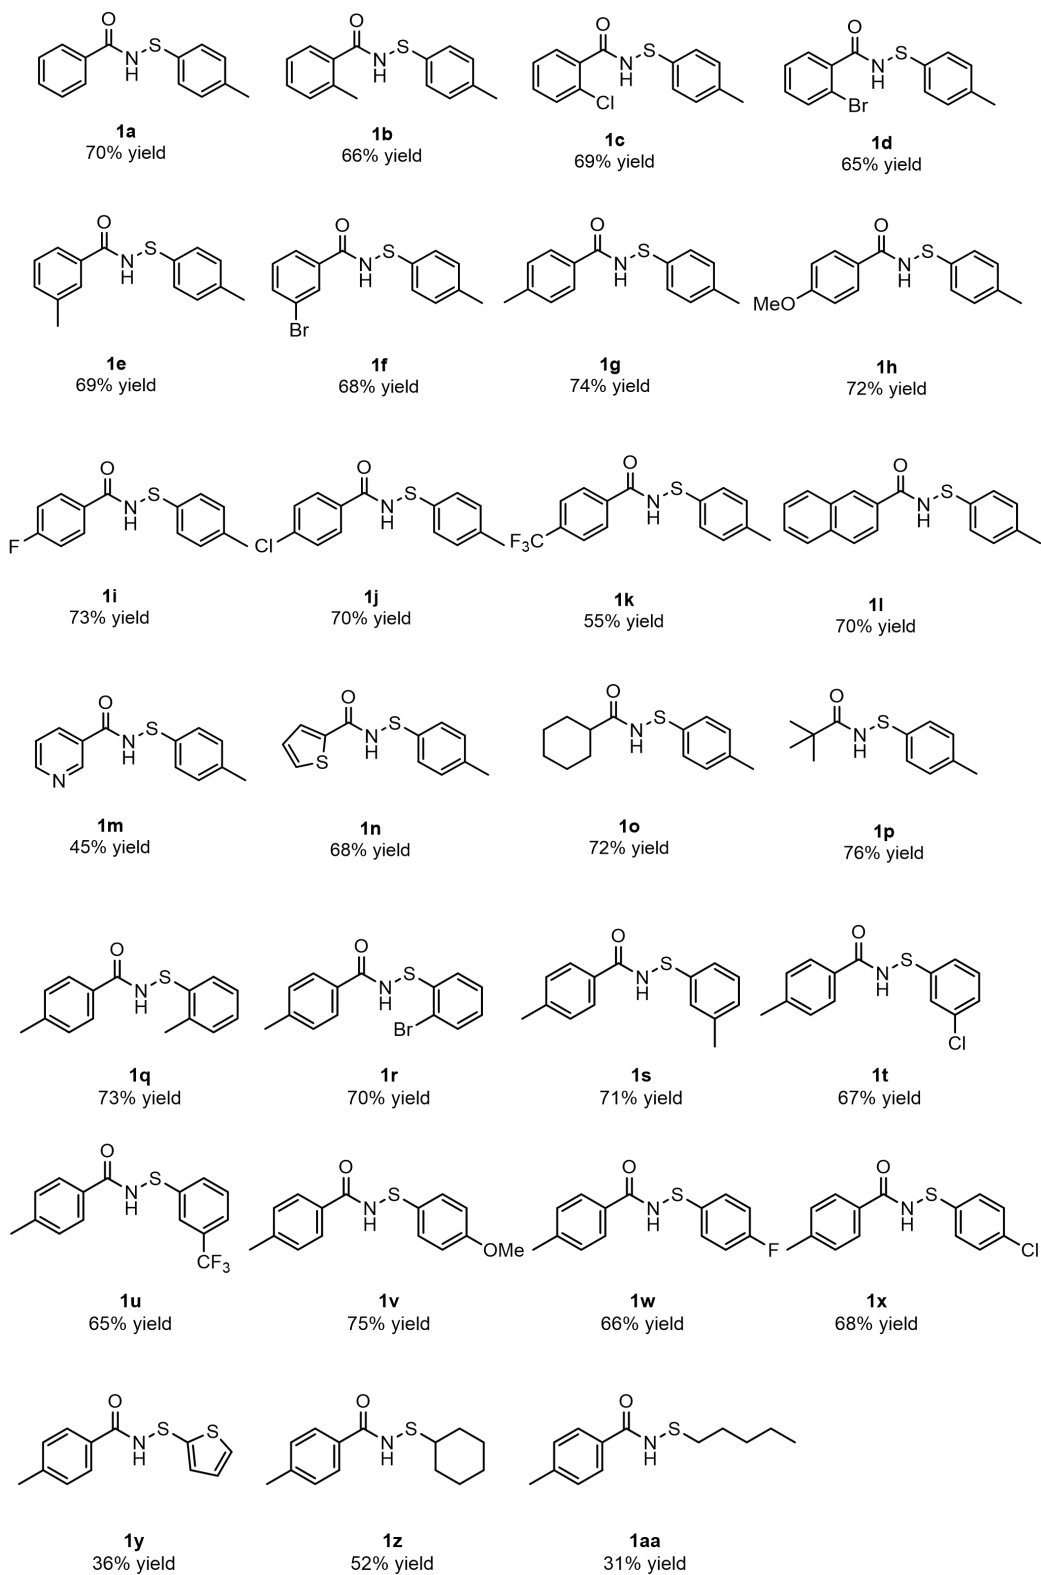 O O O O
N S N S N S N S
H H H H
Cl Br
1a 1b 1c 1d
70% yield 66% yield 69% yield 65% yield
O O O O
N S N S N S N S
H H H H
Br MeO
1e 1f 1g 1h
69% yield 68% yield 74% yield 72% yield
O O O O
N S N S N S N S
H H H H
F Cl F3C
1i 1j 1k 1l
73% yield 70% yield 55% yield 70% yield
O O O O
N S N S N S N S
H H H H
N S
1m 1n 1o 1p
45% yield 68% yield 72% yield 76% yield
O O O O
N S N S N S N S
H H H H
Br Cl
1q 1r 1s 1t
73% yield 70% yield 71% yield 67% yield
O O O O
N S N S N S N S
H H H H
CF3 OMe F Cl
1u 1v 1w 1x
65% yield 75% yield 66% yield 68% yield
O O O
N S S N S N S
H H H
1y 1z 1aa
36% yield 52% yield 31% yield